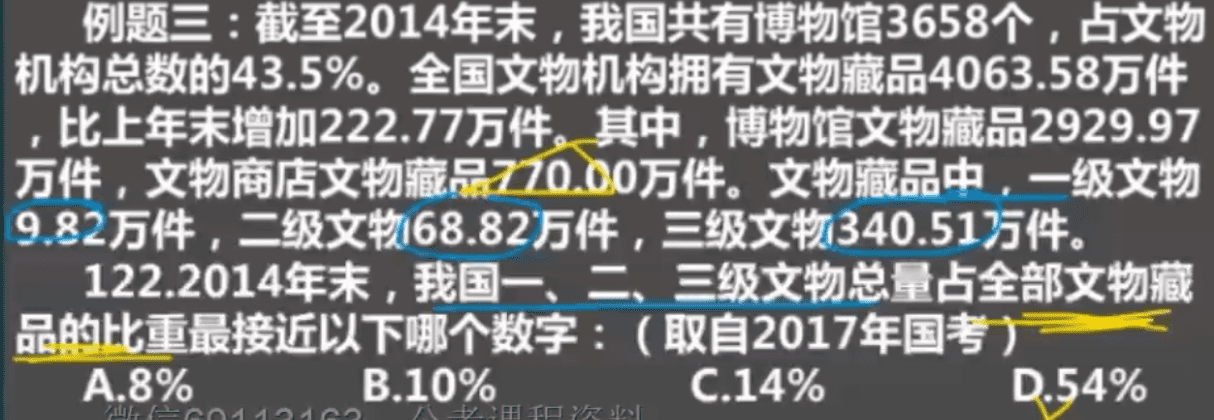 例题三：截至2014年末，我国共有博物馆3658个，占文物
机构总数的43.5%。全国文物机构拥有文物藏品4063.58万件
，比上年末增加222.77万件。其中，博物馆文物藏品2929.97
万件，文物商店文物藏品770.00万件。文物藏品中，一级文物
9.82万件，二级文物68.82万件，三级文物340.51万件。
122.2014年末，我国一、二、三级文物总量占全部文物藏
品的比重最接近以下哪个数字：（取自2017年国考）
A.8% B.10% C.14% D.54%
微信69113163 公考课程资料